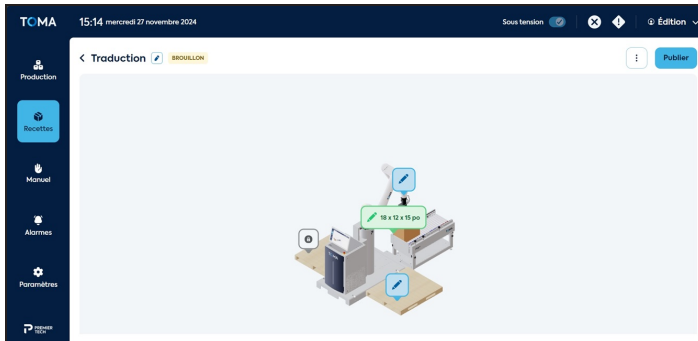 TOMA
15:14 mercredi 27 novembre 2024
Sous tension
Édition
Traduction
BROUILLON
Publier
Production
Recettes
Manuel
Alarmes
Paramètres
18 x 12 x 15 po
PREMIER
TECH